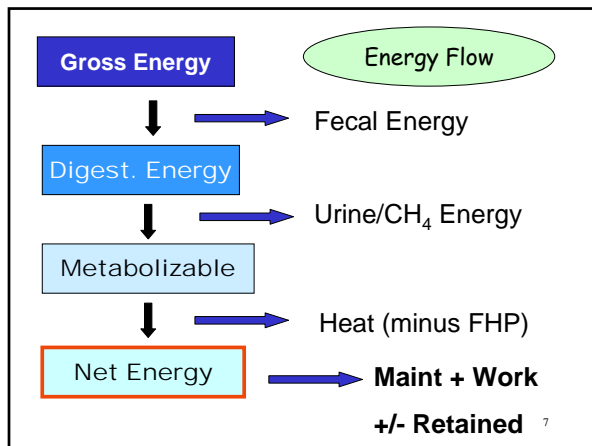 Gross Energy
Energy Flow
Fecal Energy
Digest. Energy
Urine/CH₄ Energy
Metabolizable
Heat (minus FHP)
Net Energy
Maint + Work
+/- Retained
7